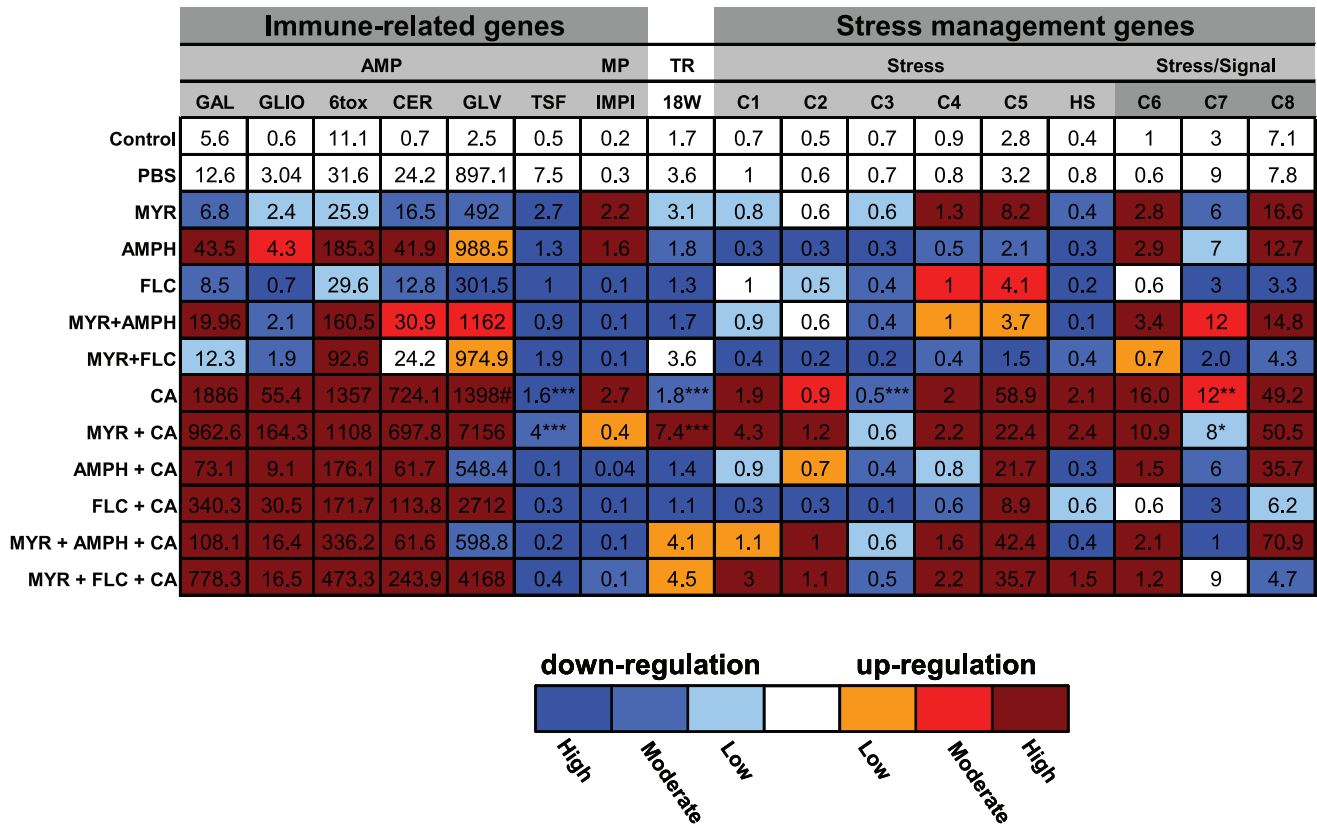 Immune-related genes Stress management genes
AMP MP TR Stress Stress/Signal
GAL GLIO 6tox CER GLV TSF IMPI 18W C1 C2 C3 C4 C5 HS C6 C7 C8
Control 5.6 0.6 11.1 0.7 2.5 0.5 0.2 1.7 0.7 0.5 0.7 0.9 2.8 0.4 1 3 7.1
PBS 12.6 3.04 31.6 24.2 897.1 7.5 0.3 3.6 1 0.6 0.7 0.8 3.2 0.8 0.6 9 7.8
MYR 6.8 2.4 25.9 16.5 492 2.7 2.2 3.1 0.8 0.6 0.6 1.3 8.2 0.4 2.8 6 16.6
AMPH 43.5 4.3 185.3 41.9 988.5 1.3 1.6 1.8 0.3 0.3 0.3 0.5 2.1 0.3 2.9 7 12.7
FLC 8.5 0.7 29.6 12.8 301.5 1 0.1 1.3 1 0.5 0.4 1 4.1 0.2 0.6 3 3.3
MYR+AMPH 19.96 2.1 160.5 30.9 1162 0.9 0.1 1.7 0.9 0.6 0.4 1 3.7 0.1 3.4 12 14.8
MYR+FLC 12.3 1.9 92.6 24.2 974.9 1.9 0.1 3.6 0.4 0.2 0.2 0.4 1.5 0.4 0.7 2.0 4.3
CA 1886 55.4 1357 724.1 1398# 1.6*** 2.7 1.8*** 1.9 0.9 0.5*** 2 58.9 2.1 16.0 12** 49.2
MYR + CA 962.6 164.3 1108 697.8 7156 4*** 0.4 7.4*** 4.3 1.2 0.6 2.2 22.4 2.4 10.9 8* 50.5
AMPH + CA 73.1 9.1 176.1 61.7 548.4 0.1 0.04 1.4 0.9 0.7 0.4 0.8 21.7 0.3 1.5 6 35.7
FLC + CA 340.3 30.5 171.7 113.8 2712 0.3 0.1 1.1 0.3 0.3 0.1 0.6 8.9 0.6 0.6 3 6.2
MYR + AMPH + CA 108.1 16.4 336.2 61.6 598.8 0.2 0.1 4.1 1.1 1 0.6 1.6 42.4 0.4 2.1 1 70.9
MYR + FLC + CA 778.3 16.5 473.3 243.9 4168 0.4 0.1 4.5 3 1.1 0.5 2.2 35.7 1.5 1.2 9 4.7
down-regulation up-regulation
High Moderate Low Low Moderate High